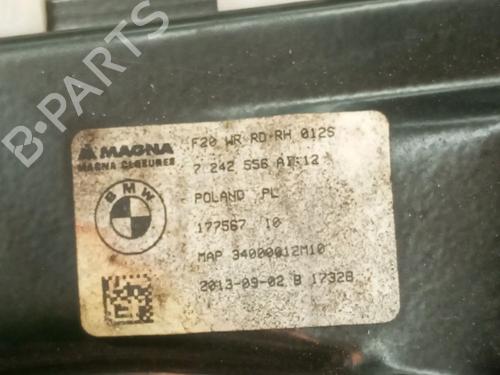 MAGNA
MAGNA CLOSURES
BMW
F20 WR RD RH 012S
7 242 556 AI:12
POLAND PL
177567 10
MAP 34000012M10
2013-09-02 B 17328
B-PARTS